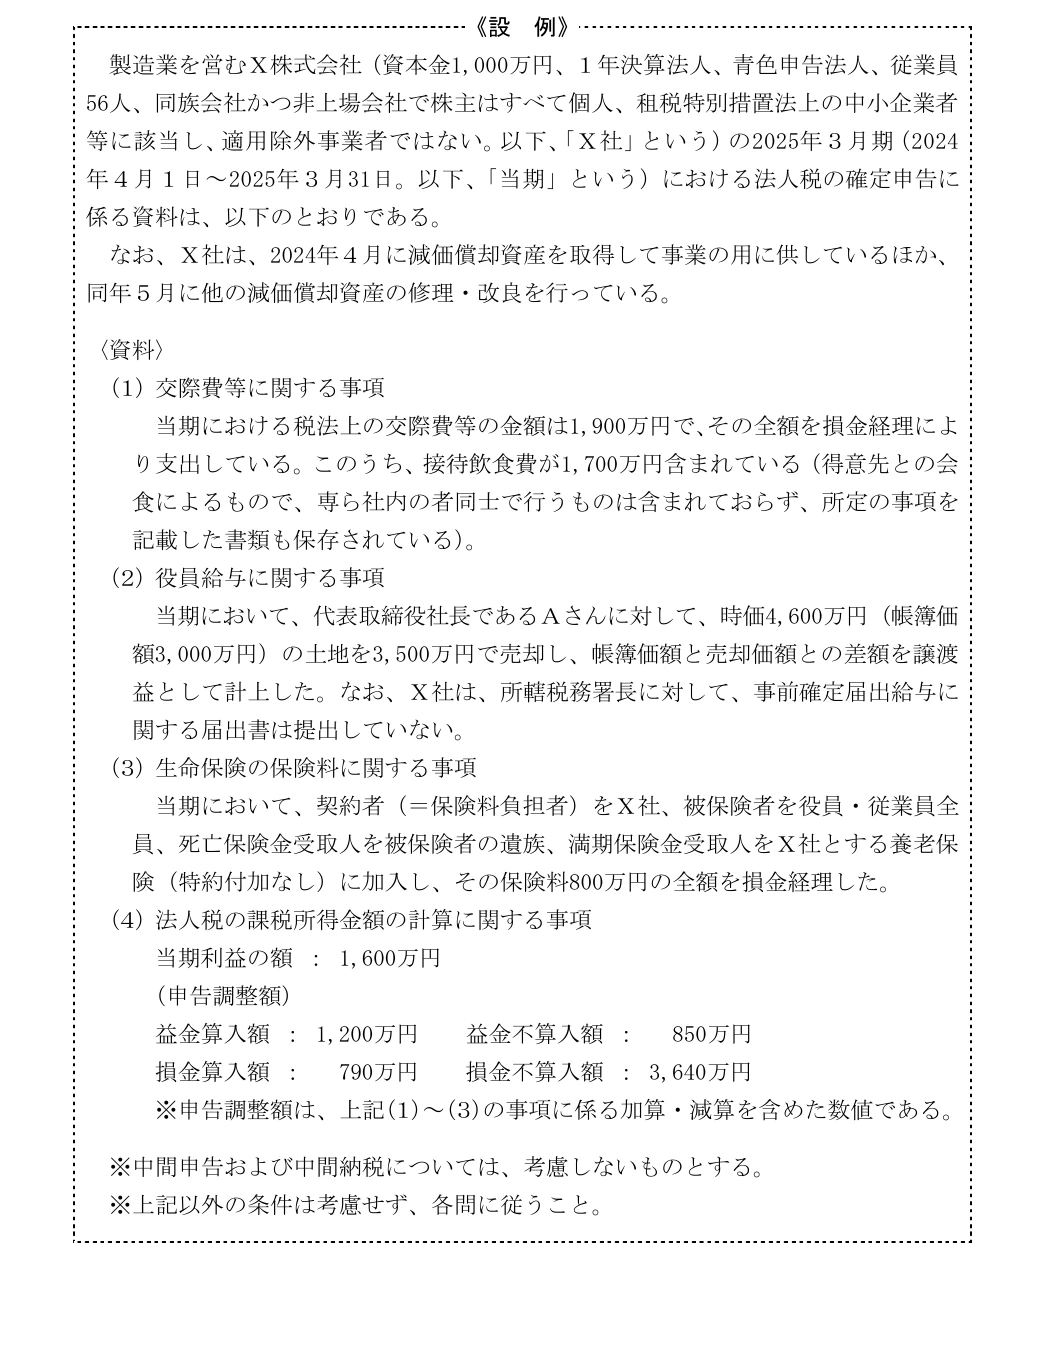 《設　例》
製造業を営むＸ株式会社（資本金1,000万円、１年決算法人、青色申告法人、従業員
56人、同族会社かつ非上場会社で株主はすべて個人、租税特別措置法上の中小企業者
等に該当し、適用除外事業者ではない。以下、「Ｘ社」という）の2025年３月期（2024
年４月１日～2025年３月31日。以下、「当期」という）における法人税の確定申告に
係る資料は、以下のとおりである。
なお、Ｘ社は、2024年４月に減価償却資産を取得して事業の用に供しているほか、
同年５月に他の減価償却資産の修理・改良を行っている。
〈資料〉
（1）交際費等に関する事項
当期における税法上の交際費等の金額は1,900万円で、その全額を損金経理によ
り支出している。このうち、接待飲食費が1,700万円含まれている（得意先との会
食によるもので、専ら社内の者同士で行うものは含まれておらず、所定の事項を
記載した書類も保存されている）。
（2）役員給与に関する事項
当期において、代表取締役社長であるＡさんに対して、時価4,600万円（帳簿価
額3,000万円）の土地を3,500万円で売却し、帳簿価額と売却価額との差額を譲渡
益として計上した。なお、Ｘ社は、所轄税務署長に対して、事前確定届出給与に
関する届出書は提出していない。
（3）生命保険の保険料に関する事項
当期において、契約者（＝保険料負担者）をＸ社、被保険者を役員・従業員全
員、死亡保険金受取人を被保険者の遺族、満期保険金受取人をＸ社とする養老保
険（特約付加なし）に加入し、その保険料800万円の全額を損金経理した。
（4）法人税の課税所得金額の計算に関する事項
当期利益の額　：　1,600万円
（申告調整額）
益金算入額　：　1,200万円　　益金不算入額　：　850万円
損金算入額　：　790万円　　損金不算入額　：　3,640万円
※申告調整額は、上記(1)～(3)の事項に係る加算・減算を含めた数値である。
※中間申告および中間納税については、考慮しないものとする。
※上記以外の条件は考慮せず、各問に従うこと。